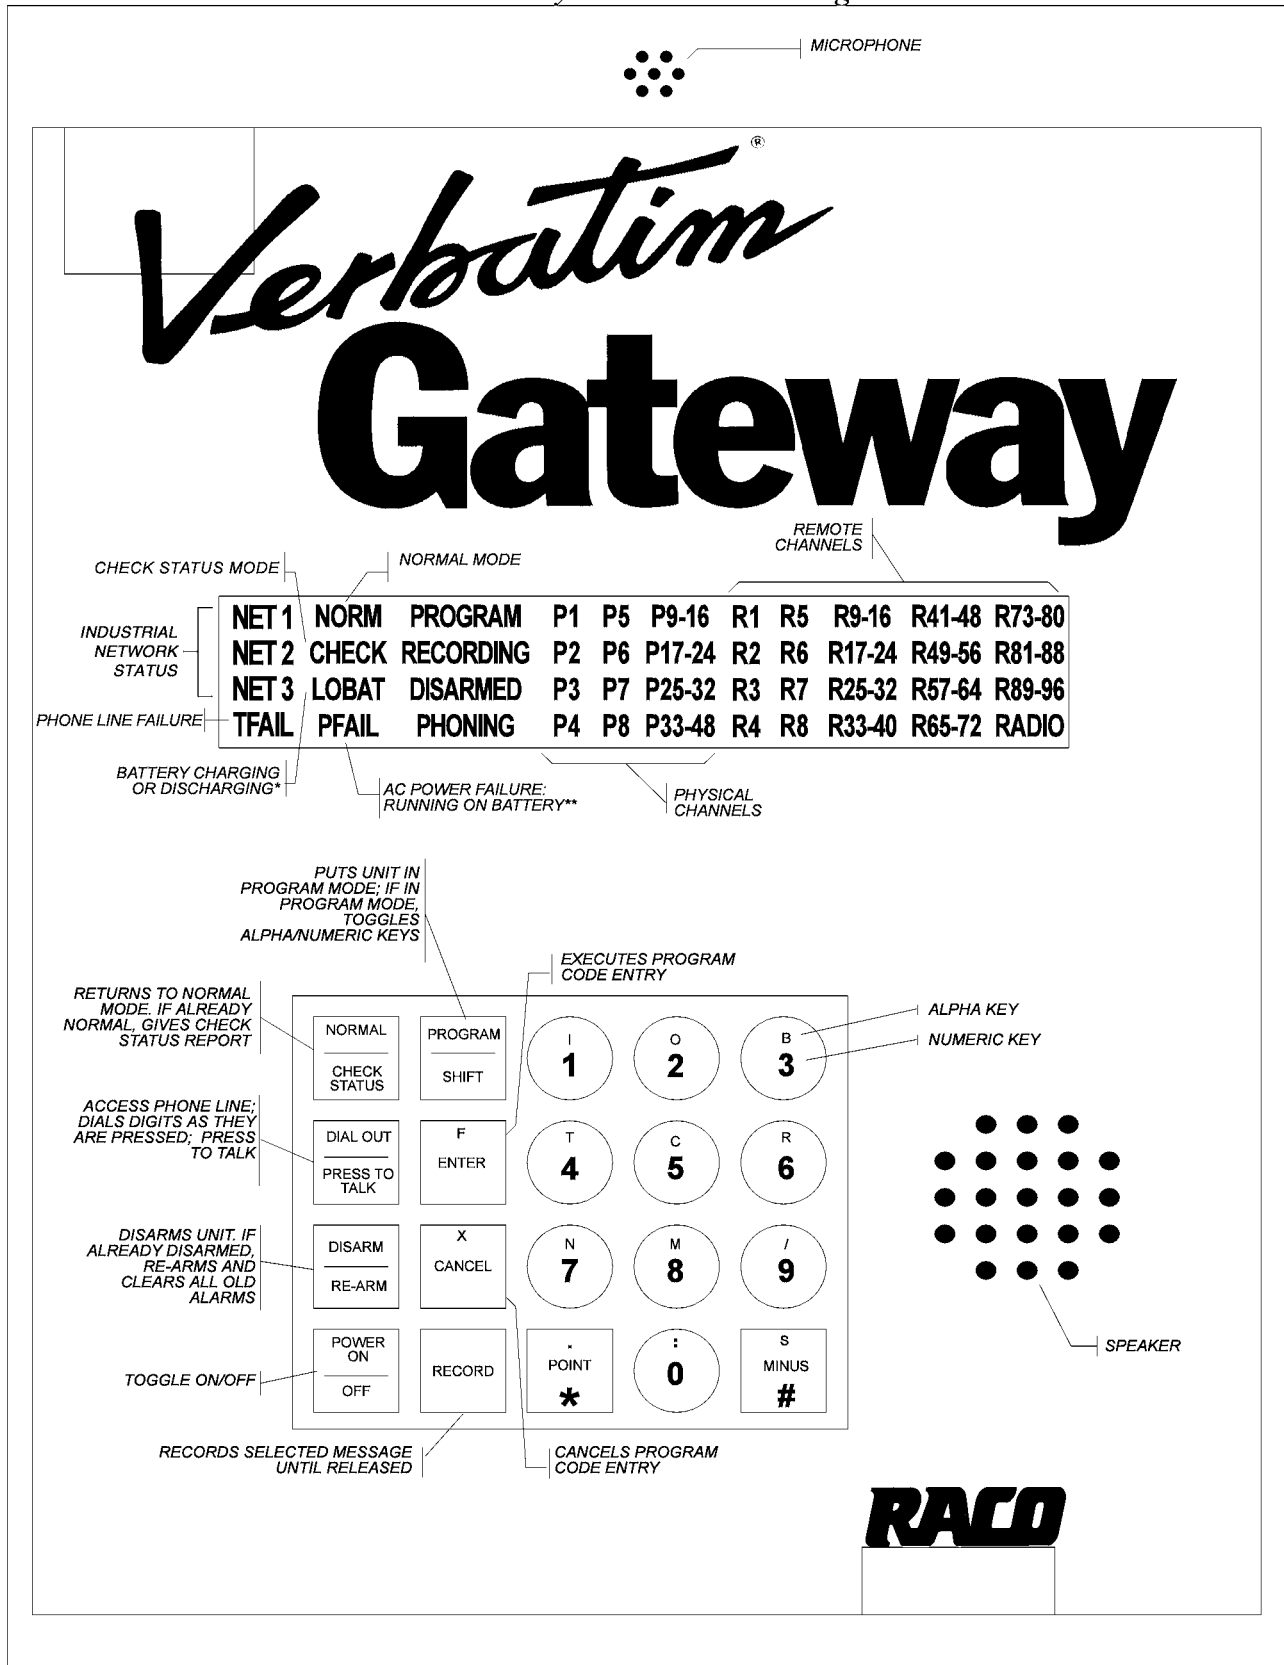 MICROPHONE
®
Verbatim
Gateway
REMOTE
CHANNELS
NORMAL MODE
CHECK STATUS MODE
INDUSTRIAL
NETWORK
STATUS
PHONE LINE FAILURE
NET 1 NORM PROGRAM P1 P5 P9-16 R1 R5 R9-16 R41-48 R73-80
NET 2 CHECK RECORDING P2 P6 P17-24 R2 R6 R17-24 R49-56 R81-88
NET 3 LOBAT DISARMED P3 P7 P25-32 R3 R7 R25-32 R57-64 R89-96
TFAIL PFAIL PHONING P4 P8 P33-48 R4 R8 R33-40 R65-72 RADIO
BATTERY CHARGING
OR DISCHARGING*
AC POWER FAILURE:
RUNNING ON BATTERY**
PHYSICAL
CHANNELS
PUTS UNIT IN
PROGRAM MODE; IF IN
PROGRAM MODE,
TOGGLES
ALPHA/NUMERIC KEYS
EXECUTES PROGRAM
CODE ENTRY
RETURNS TO NORMAL
MODE. IF ALREADY
NORMAL, GIVES CHECK
STATUS REPORT
NORMAL
CHECK
STATUS
PROGRAM
SHIFT
I
1
O
2
B
3
ALPHA KEY
NUMERIC KEY
ACCESS PHONE LINE;
DIALS DIGITS AS THEY
ARE PRESSED; PRESS
TO TALK
DIAL OUT
PRESS TO
TALK
F
ENTER
T
4
C
5
R
6
DISARMS UNIT. IF
ALREADY DISARMED,
RE-ARMS AND
CLEARS ALL OLD
ALARMS
DISARM
RE-ARM
X
CANCEL
N
7
M
8
/
9
TOGGLE ON/OFF
POWER
ON
OFF
RECORD
.
POINT
*
:
0
S
MINUS
#
SPEAKER
RECORDS SELECTED MESSAGE
UNTIL RELEASED
CANCELS PROGRAM
CODE ENTRY
RACO